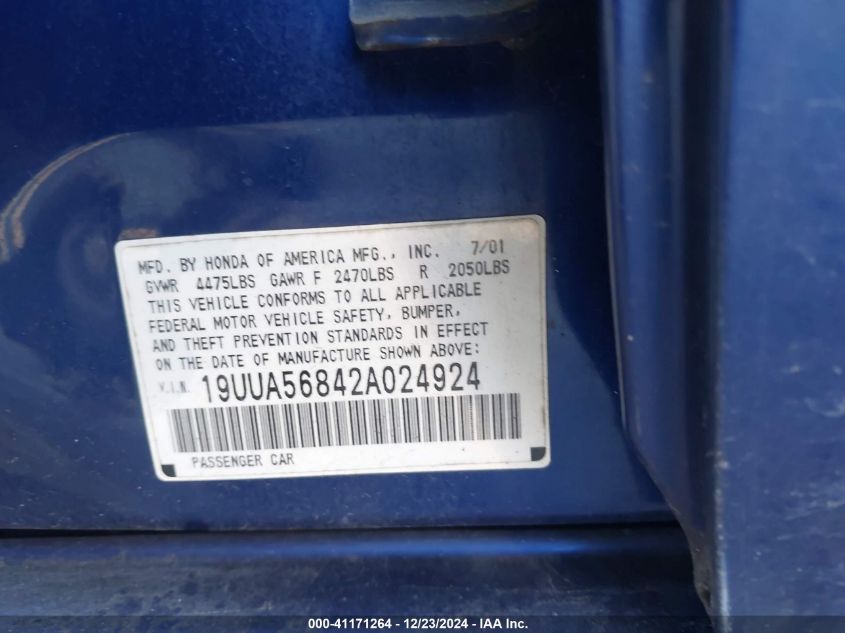 MFD. BY HONDA OF AMERICA MFG., INC. 7/01
GVWR 4475LBS GAWR F 2470LBS R 2050LBS
THIS VEHICLE CONFORMS TO ALL APPLICABLE
FEDERAL MOTOR VEHICLE SAFETY, BUMPER,
AND THEFT PREVENTION STANDARDS IN EFFECT
ON THE DATE OF MANUFACTURE SHOWN ABOVE:
V.I.N. 19UUA56842A024924
PASSENGER CAR
000-41171264 - 12/23/2024 - IAA Inc.